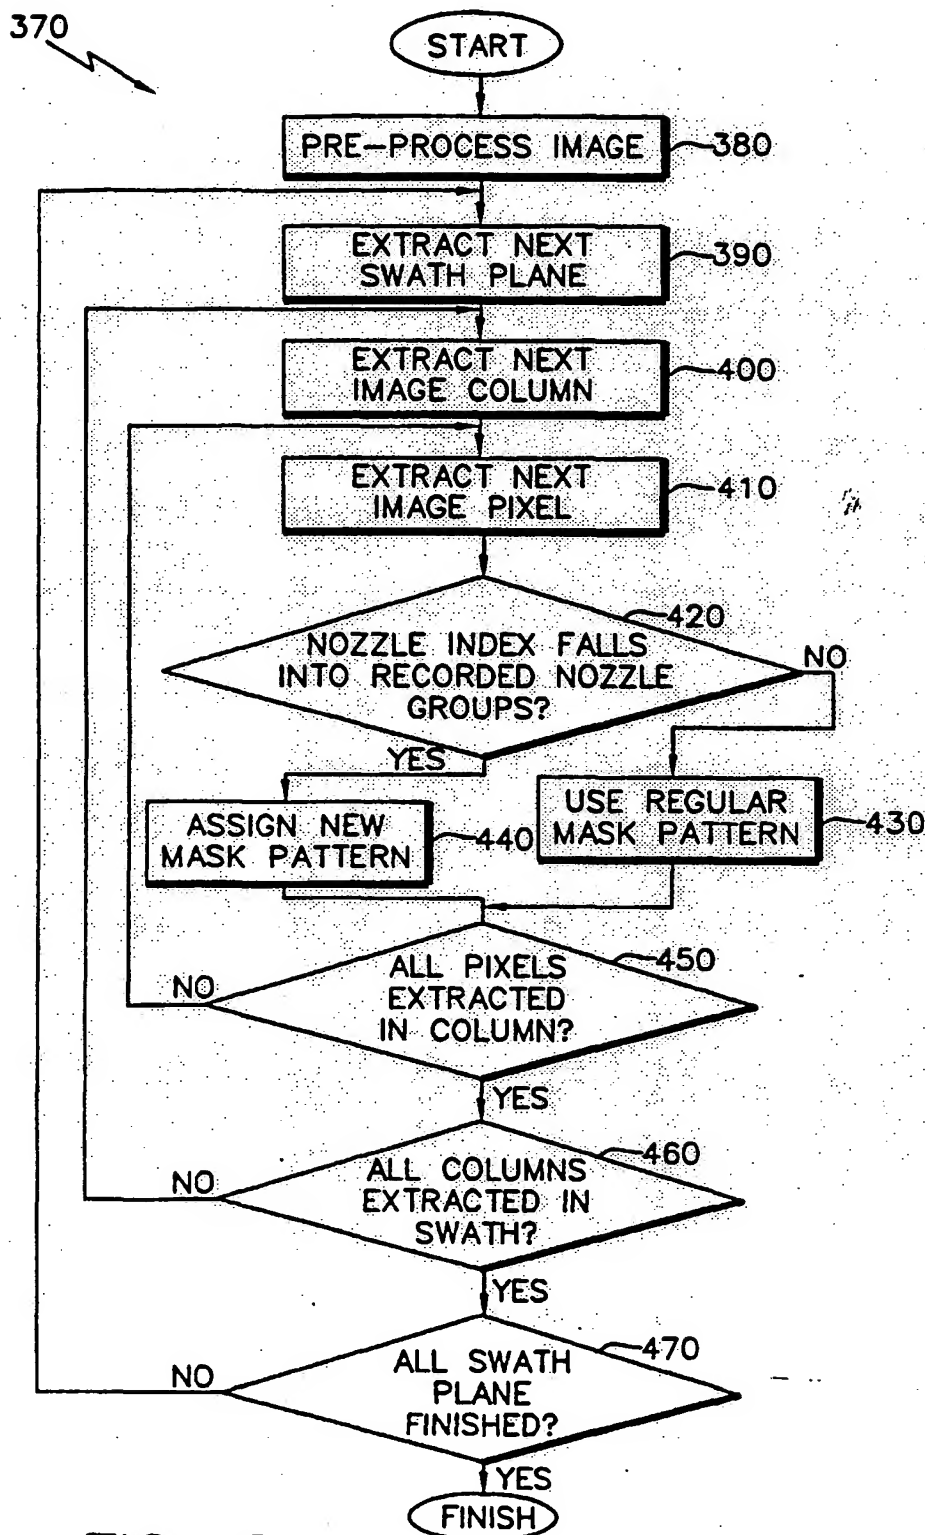 370
START
PRE-PROCESS IMAGE
380
EXTRACT NEXT
SWATH PLANE
390
EXTRACT NEXT
IMAGE COLUMN
400
EXTRACT NEXT
IMAGE PIXEL
410
420
NOZZLE INDEX FALLS
INTO RECORDED NOZZLE
GROUPS?
NO
YES
ASSIGN NEW
MASK PATTERN
440
USE REGULAR
MASK PATTERN
430
450
ALL PIXELS
EXTRACTED
IN COLUMN?
NO
YES
460
ALL COLUMNS
EXTRACTED IN
SWATH?
NO
YES
470
ALL SWATH
PLANE
FINISHED?
NO
YES
FINISH